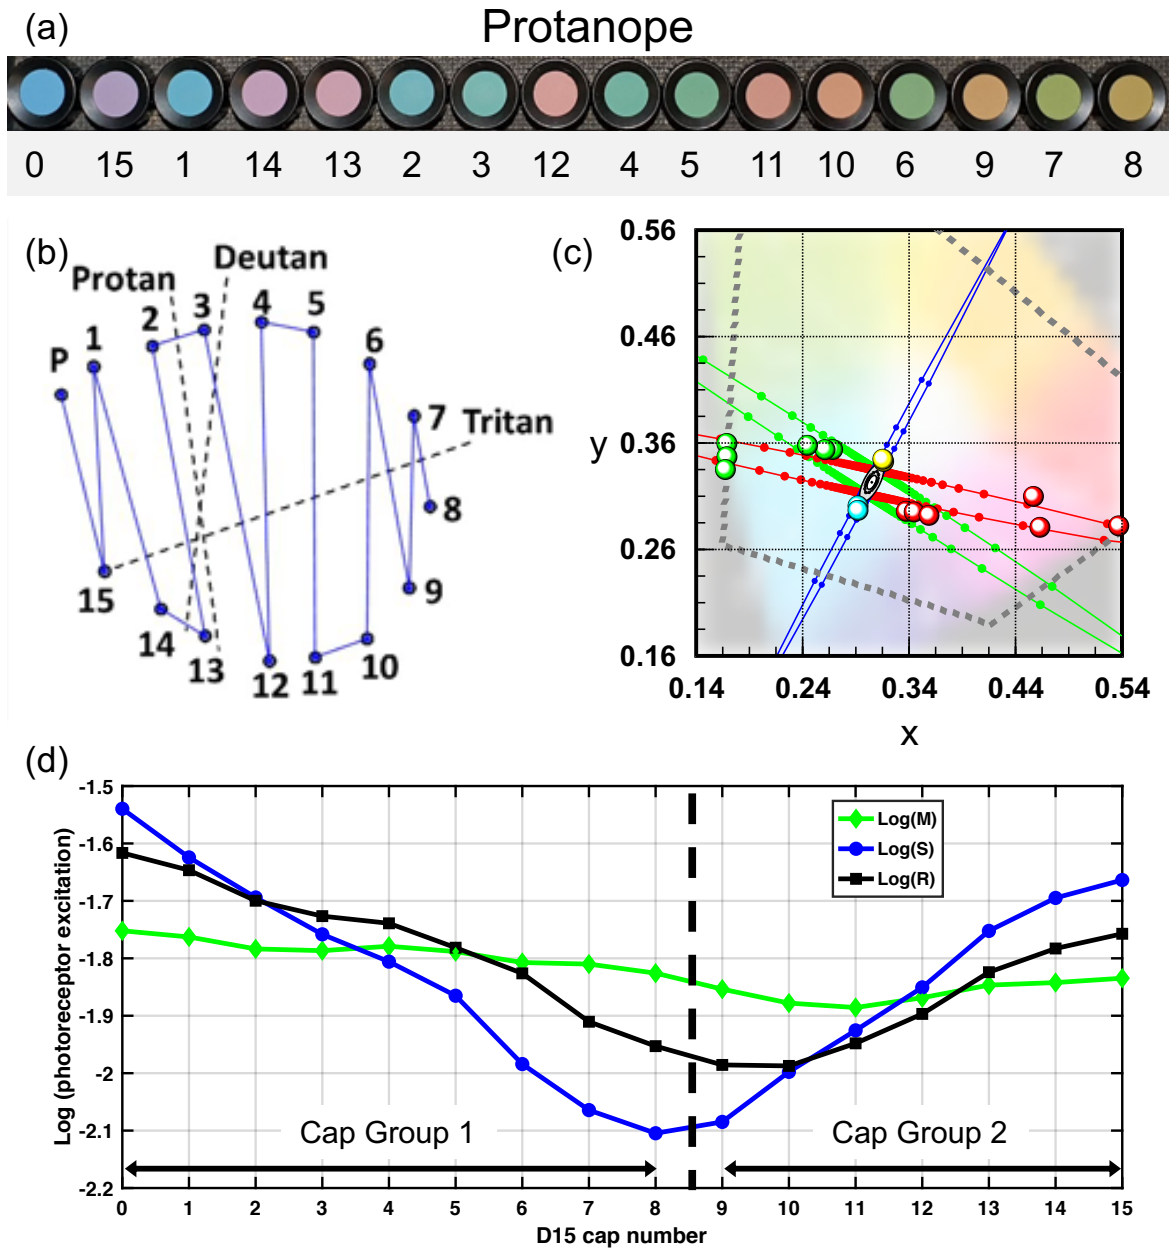 (a) Protanope
0 15 1 14 13 2 3 12 4 5 11 10 6 9 7 8
(b)
Deutan
Protan
P 1 2 3 4 5 6
7
Tritan
8
9
15
14
13
12 11 10
(c)
0.56
0.46
0.36
y
0.26
0.16
0.14 0.24 0.34 0.44 0.54
x
(d)
-1.5
-1.6
-1.7
-1.8
-1.9
-2
-2.1
-2.2
Log (photoreceptor excitation)
Log(M)
Log(S)
Log(R)
Cap Group 1
Cap Group 2
0 1 2 3 4 5 6 7 8 9 10 11 12 13 14 15
D15 cap number